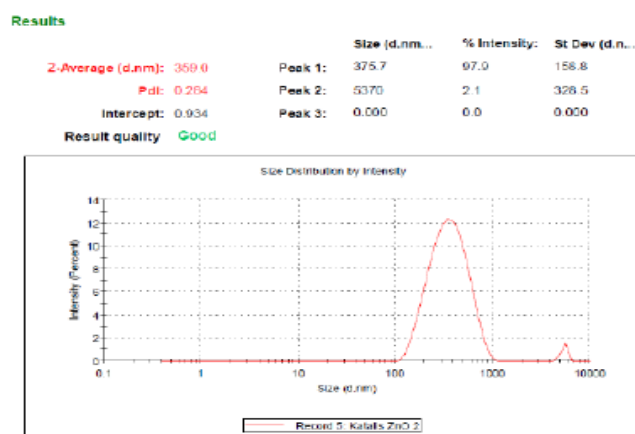 Results
Size (d.nm... % Intensity: St Dev (d.n...
Z-Average (d.nm): 359.0 Peak 1: 375.7 97.9 158.8
PdI: 0.264 Peak 2: 5370 2.1 328.5
Intercept: 0.934 Peak 3: 0.000 0.0 0.000
Result quality Good
Size Distribution by Intensity
14
12
10
8
6
4
2
0
Intensity (Percent)
0.1 1 10 100 1000 10000
Size (d.nm)
Record 5: Katalis ZnO 2